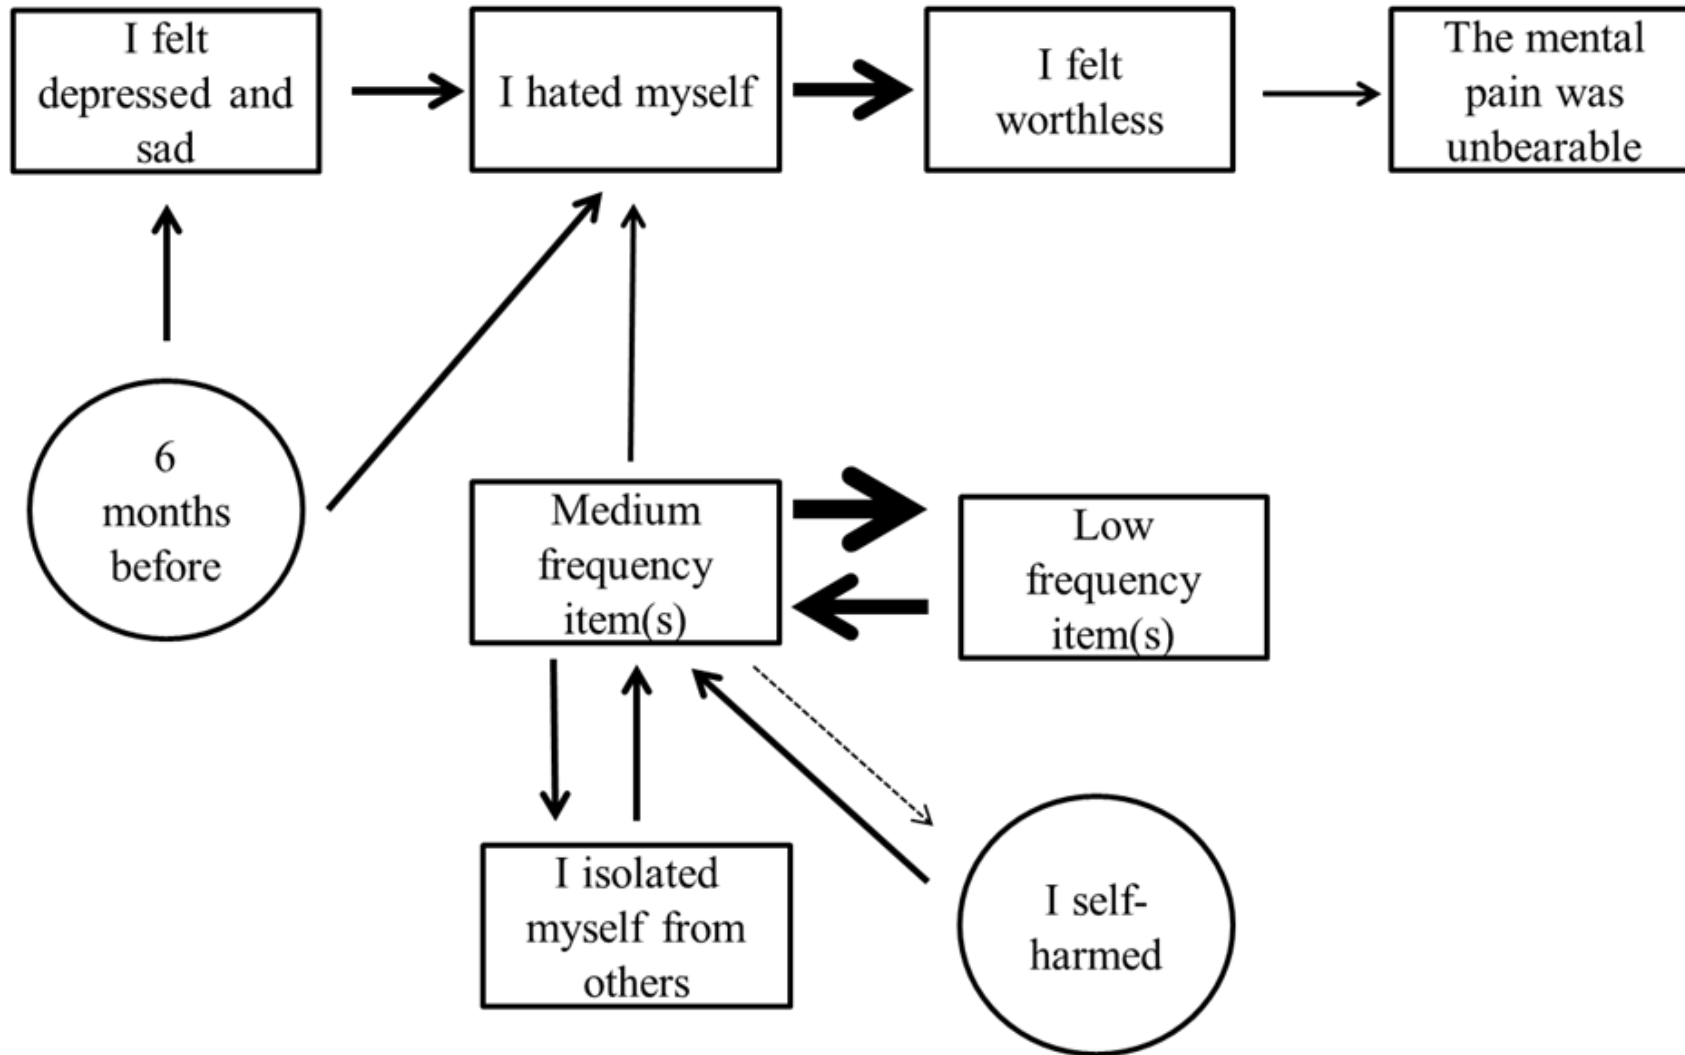 I felt
depressed and
sad
I hated myself
I felt
worthless
The mental
pain was
unbearable
6
months
before
Medium
frequency
item(s)
Low
frequency
item(s)
I isolated
myself from
others
I self-
harmed